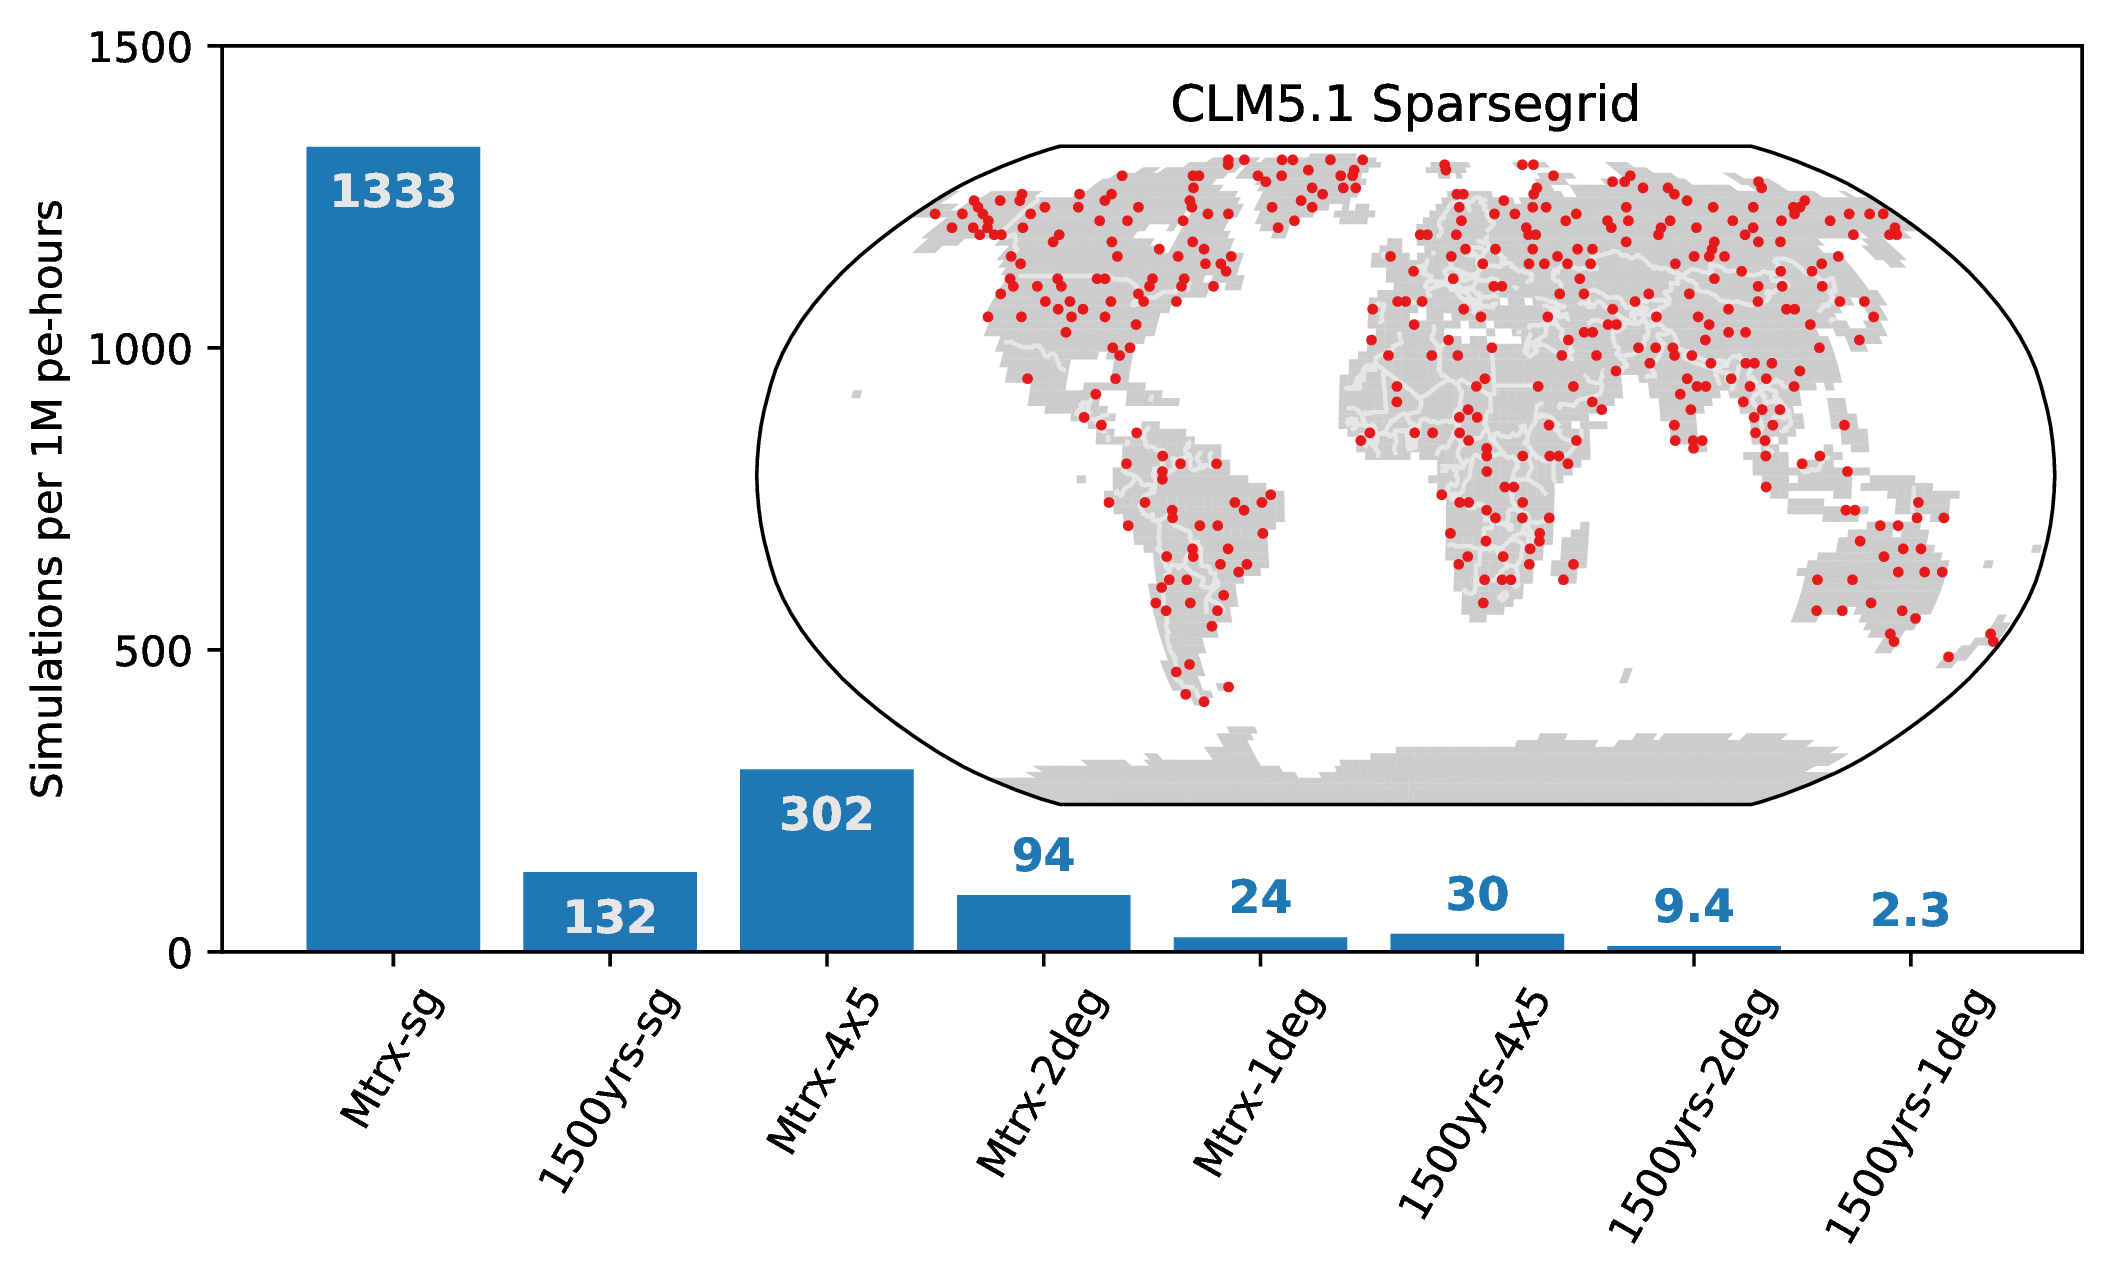 Simulations per 1M pe-hours
1500
1000
500
0
CLM5.1 Sparsegrid
1333
132
302
94
24
30
9.4
2.3
Mtrx-sg
1500yrs-sg
Mtrx-4x5
Mtrx-2deg
Mtrx-1deg
1500yrs-4x5
1500yrs-2deg
1500yrs-1deg